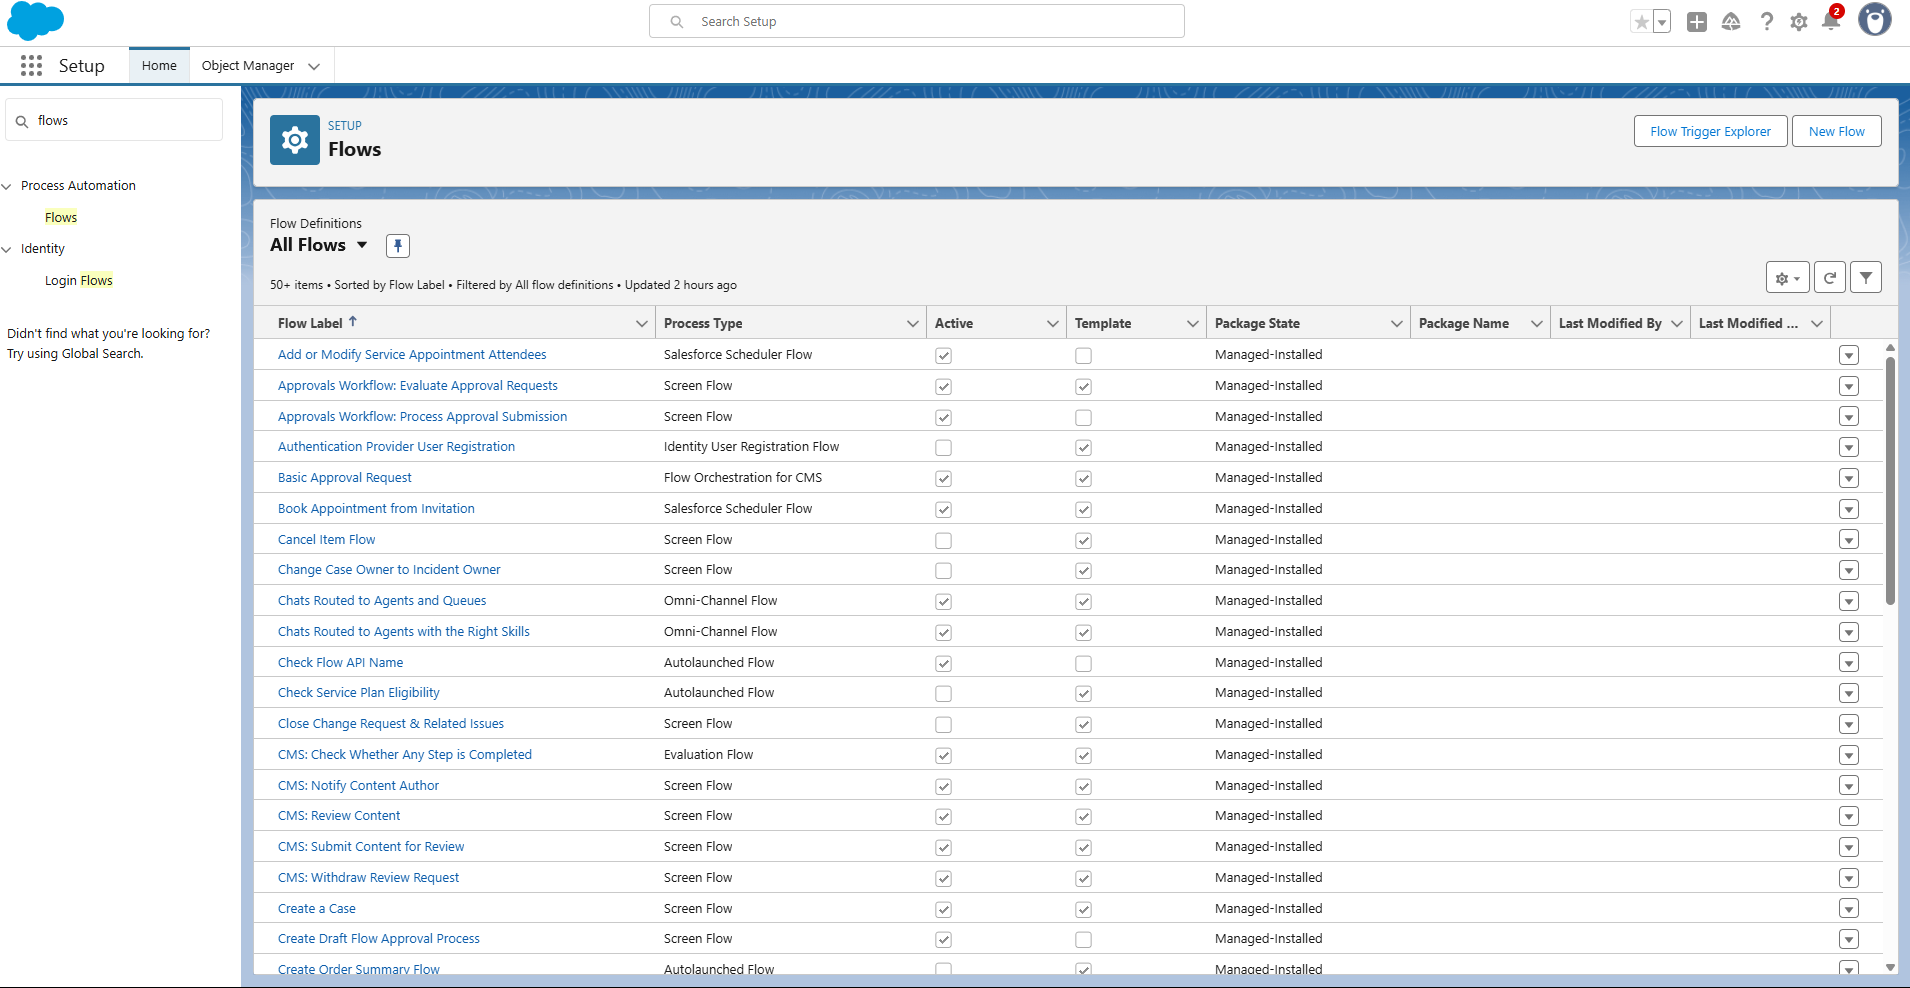 Search Setup
2
Setup
Home
Object Manager
flows
Process Automation
Flows
Identity
Login Flows
Didn't find what you're looking for?
Try using Global Search.
SETUP
Flows
Flow Trigger Explorer
New Flow
Flow Definitions
All Flows
50+ items • Sorted by Flow Label • Filtered by All flow definitions • Updated 2 hours ago
Flow Label Process Type Active Template Package State Package Name Last Modified By Last Modified ...
Add or Modify Service Appointment Attendees Salesforce Scheduler Flow Managed-Installed
Approvals Workflow: Evaluate Approval Requests Screen Flow Managed-Installed
Approvals Workflow: Process Approval Submission Screen Flow Managed-Installed
Authentication Provider User Registration Identity User Registration Flow Managed-Installed
Basic Approval Request Flow Orchestration for CMS Managed-Installed
Book Appointment from Invitation Salesforce Scheduler Flow Managed-Installed
Cancel Item Flow Screen Flow Managed-Installed
Change Case Owner to Incident Owner Screen Flow Managed-Installed
Chats Routed to Agents and Queues Omni-Channel Flow Managed-Installed
Chats Routed to Agents with the Right Skills Omni-Channel Flow Managed-Installed
Check Flow API Name Autolaunched Flow Managed-Installed
Check Service Plan Eligibility Autolaunched Flow Managed-Installed
Close Change Request & Related Issues Screen Flow Managed-Installed
CMS: Check Whether Any Step is Completed Evaluation Flow Managed-Installed
CMS: Notify Content Author Screen Flow Managed-Installed
CMS: Review Content Screen Flow Managed-Installed
CMS: Submit Content for Review Screen Flow Managed-Installed
CMS: Withdraw Review Request Screen Flow Managed-Installed
Create a Case Screen Flow Managed-Installed
Create Draft Flow Approval Process Screen Flow Managed-Installed
Create Order Summary Flow Autolaunched Flow Managed-Installed